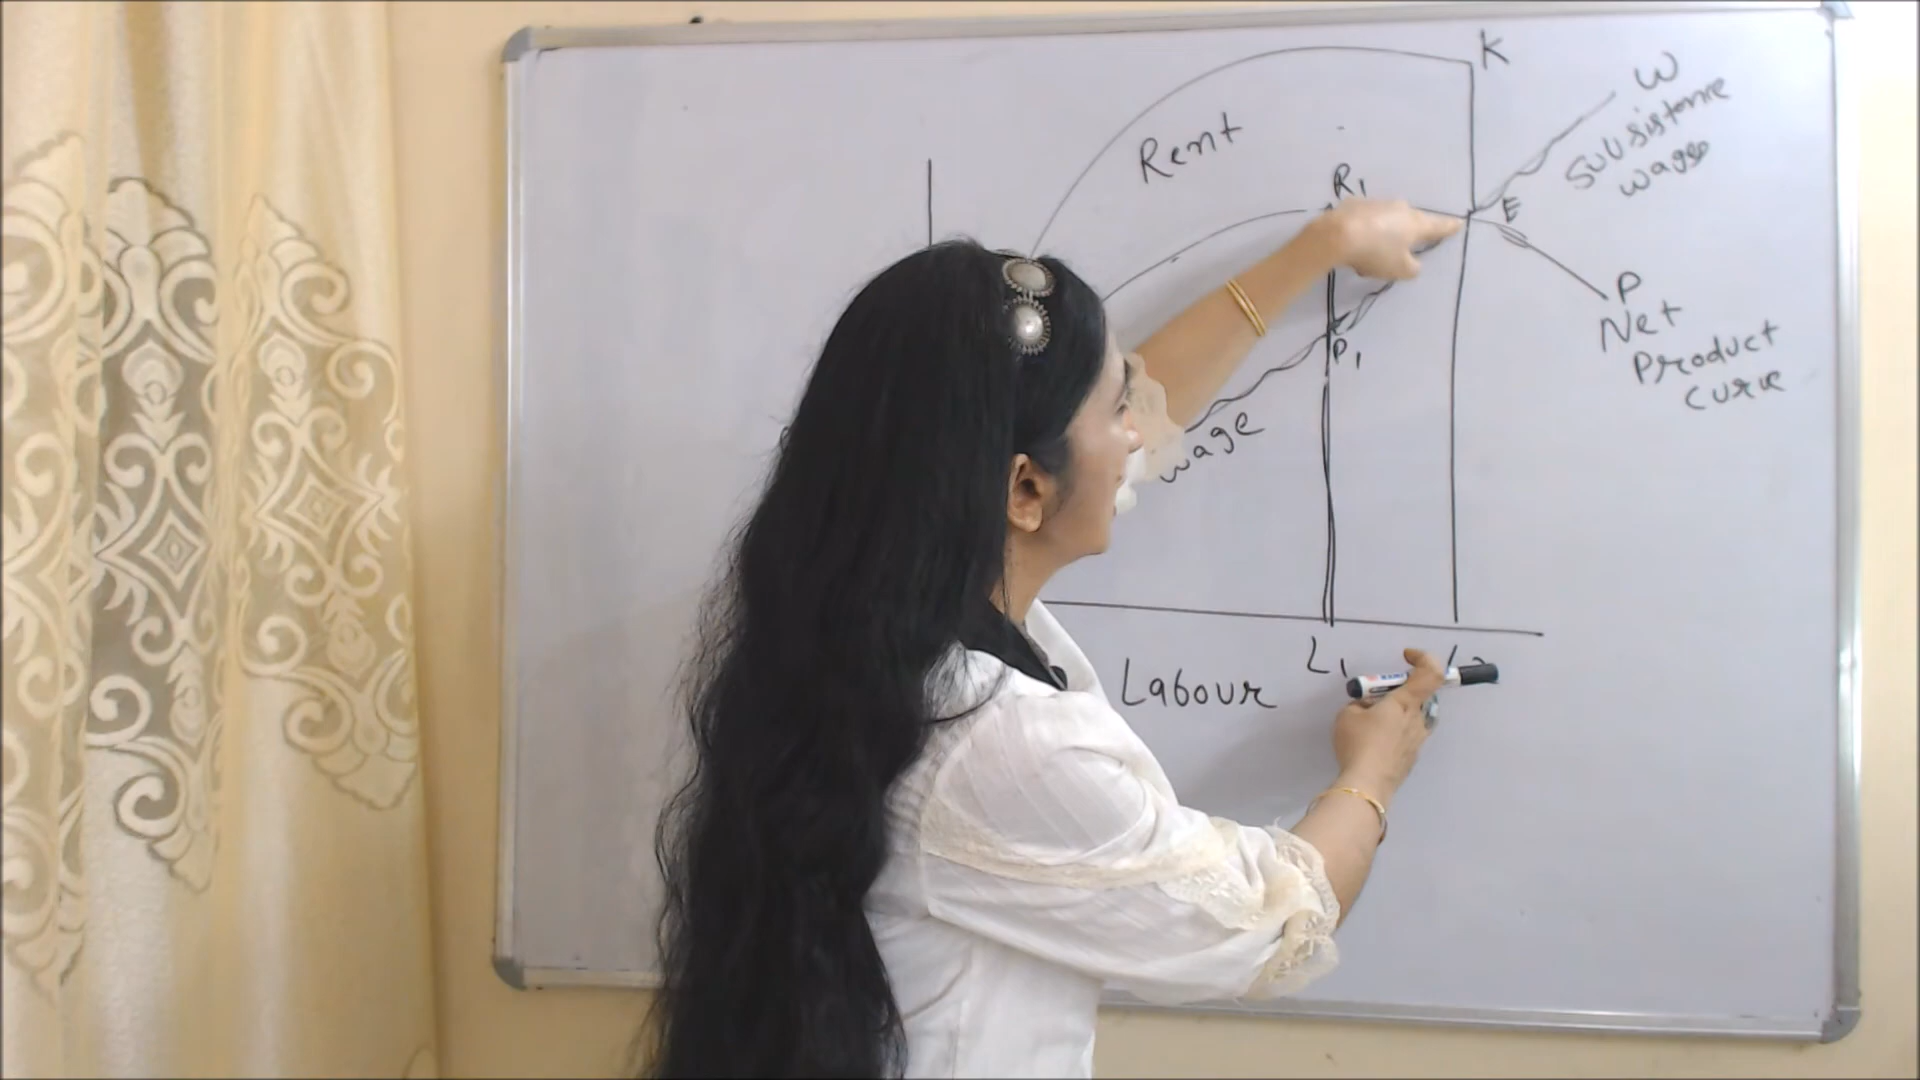 K
W
Subsistence
wage
Rent
R1
E
P
Net
Product
curve
P1
wage
L1
Labour